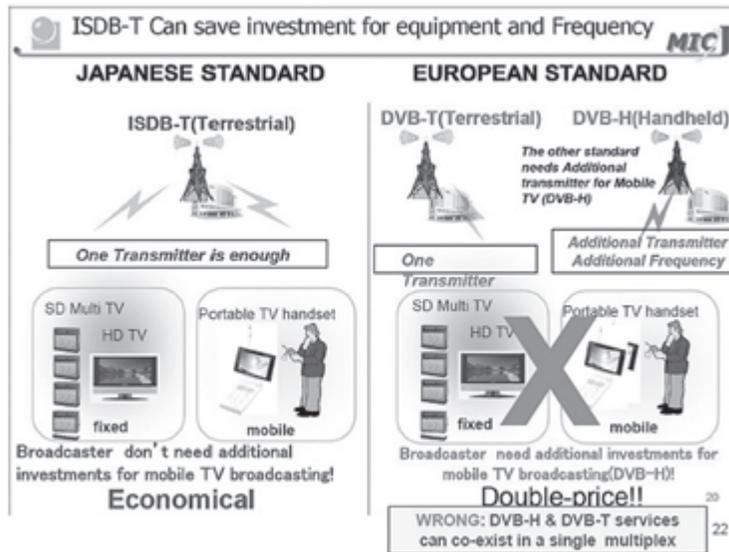 ISDB-T Can save investment for equipment and Frequency
MIC
JAPANESE STANDARD
ISDB-T(Terrestrial)
One Transmitter is enough
SD Multi TV
HD TV
fixed
Portable TV handset
mobile
Broadcaster don't need additional
investments for mobile TV broadcasting!
Economical
EUROPEAN STANDARD
DVB-T(Terrestrial)
DVB-H(Handheld)
The other standard
needs Additional
transmitter for Mobile
TV (DVB-H)
One
Transmitter
Additional Transmitter
Additional Frequency
SD Multi TV
HD TV
fixed
Portable TV handset
mobile
Broadcaster need additional investments for
mobile TV broadcasting(DVB-H)!
Double-price!!
20
WRONG: DVB-H & DVB-T services
can co-exist in a single multiplex
22